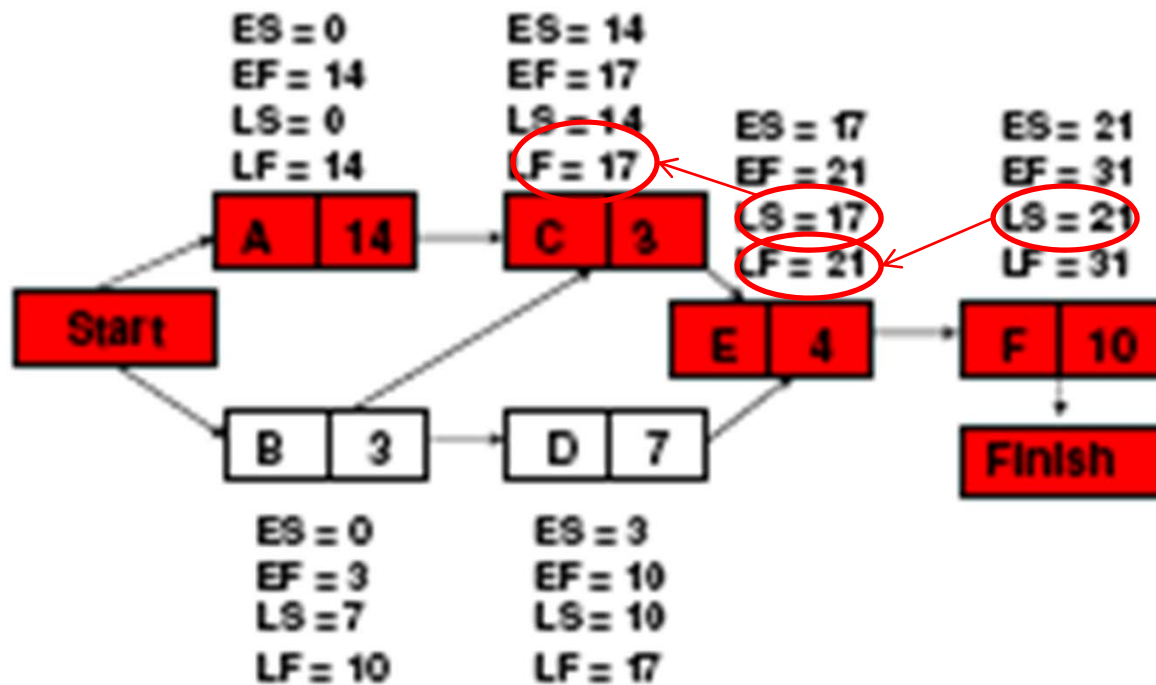 ES = 0
EF = 14
LS = 0
LF = 14
ES = 14
EF = 17
LS = 14
LF = 17
ES = 17
EF = 21
LS = 17
LF = 21
ES = 21
EF = 31
LS = 21
LF = 31
A 14
C 3
Start
E 4
F 10
B 3
D 7
Finish
ES = 0
EF = 3
LS = 7
LF = 10
ES = 3
EF = 10
LS = 10
LF = 17